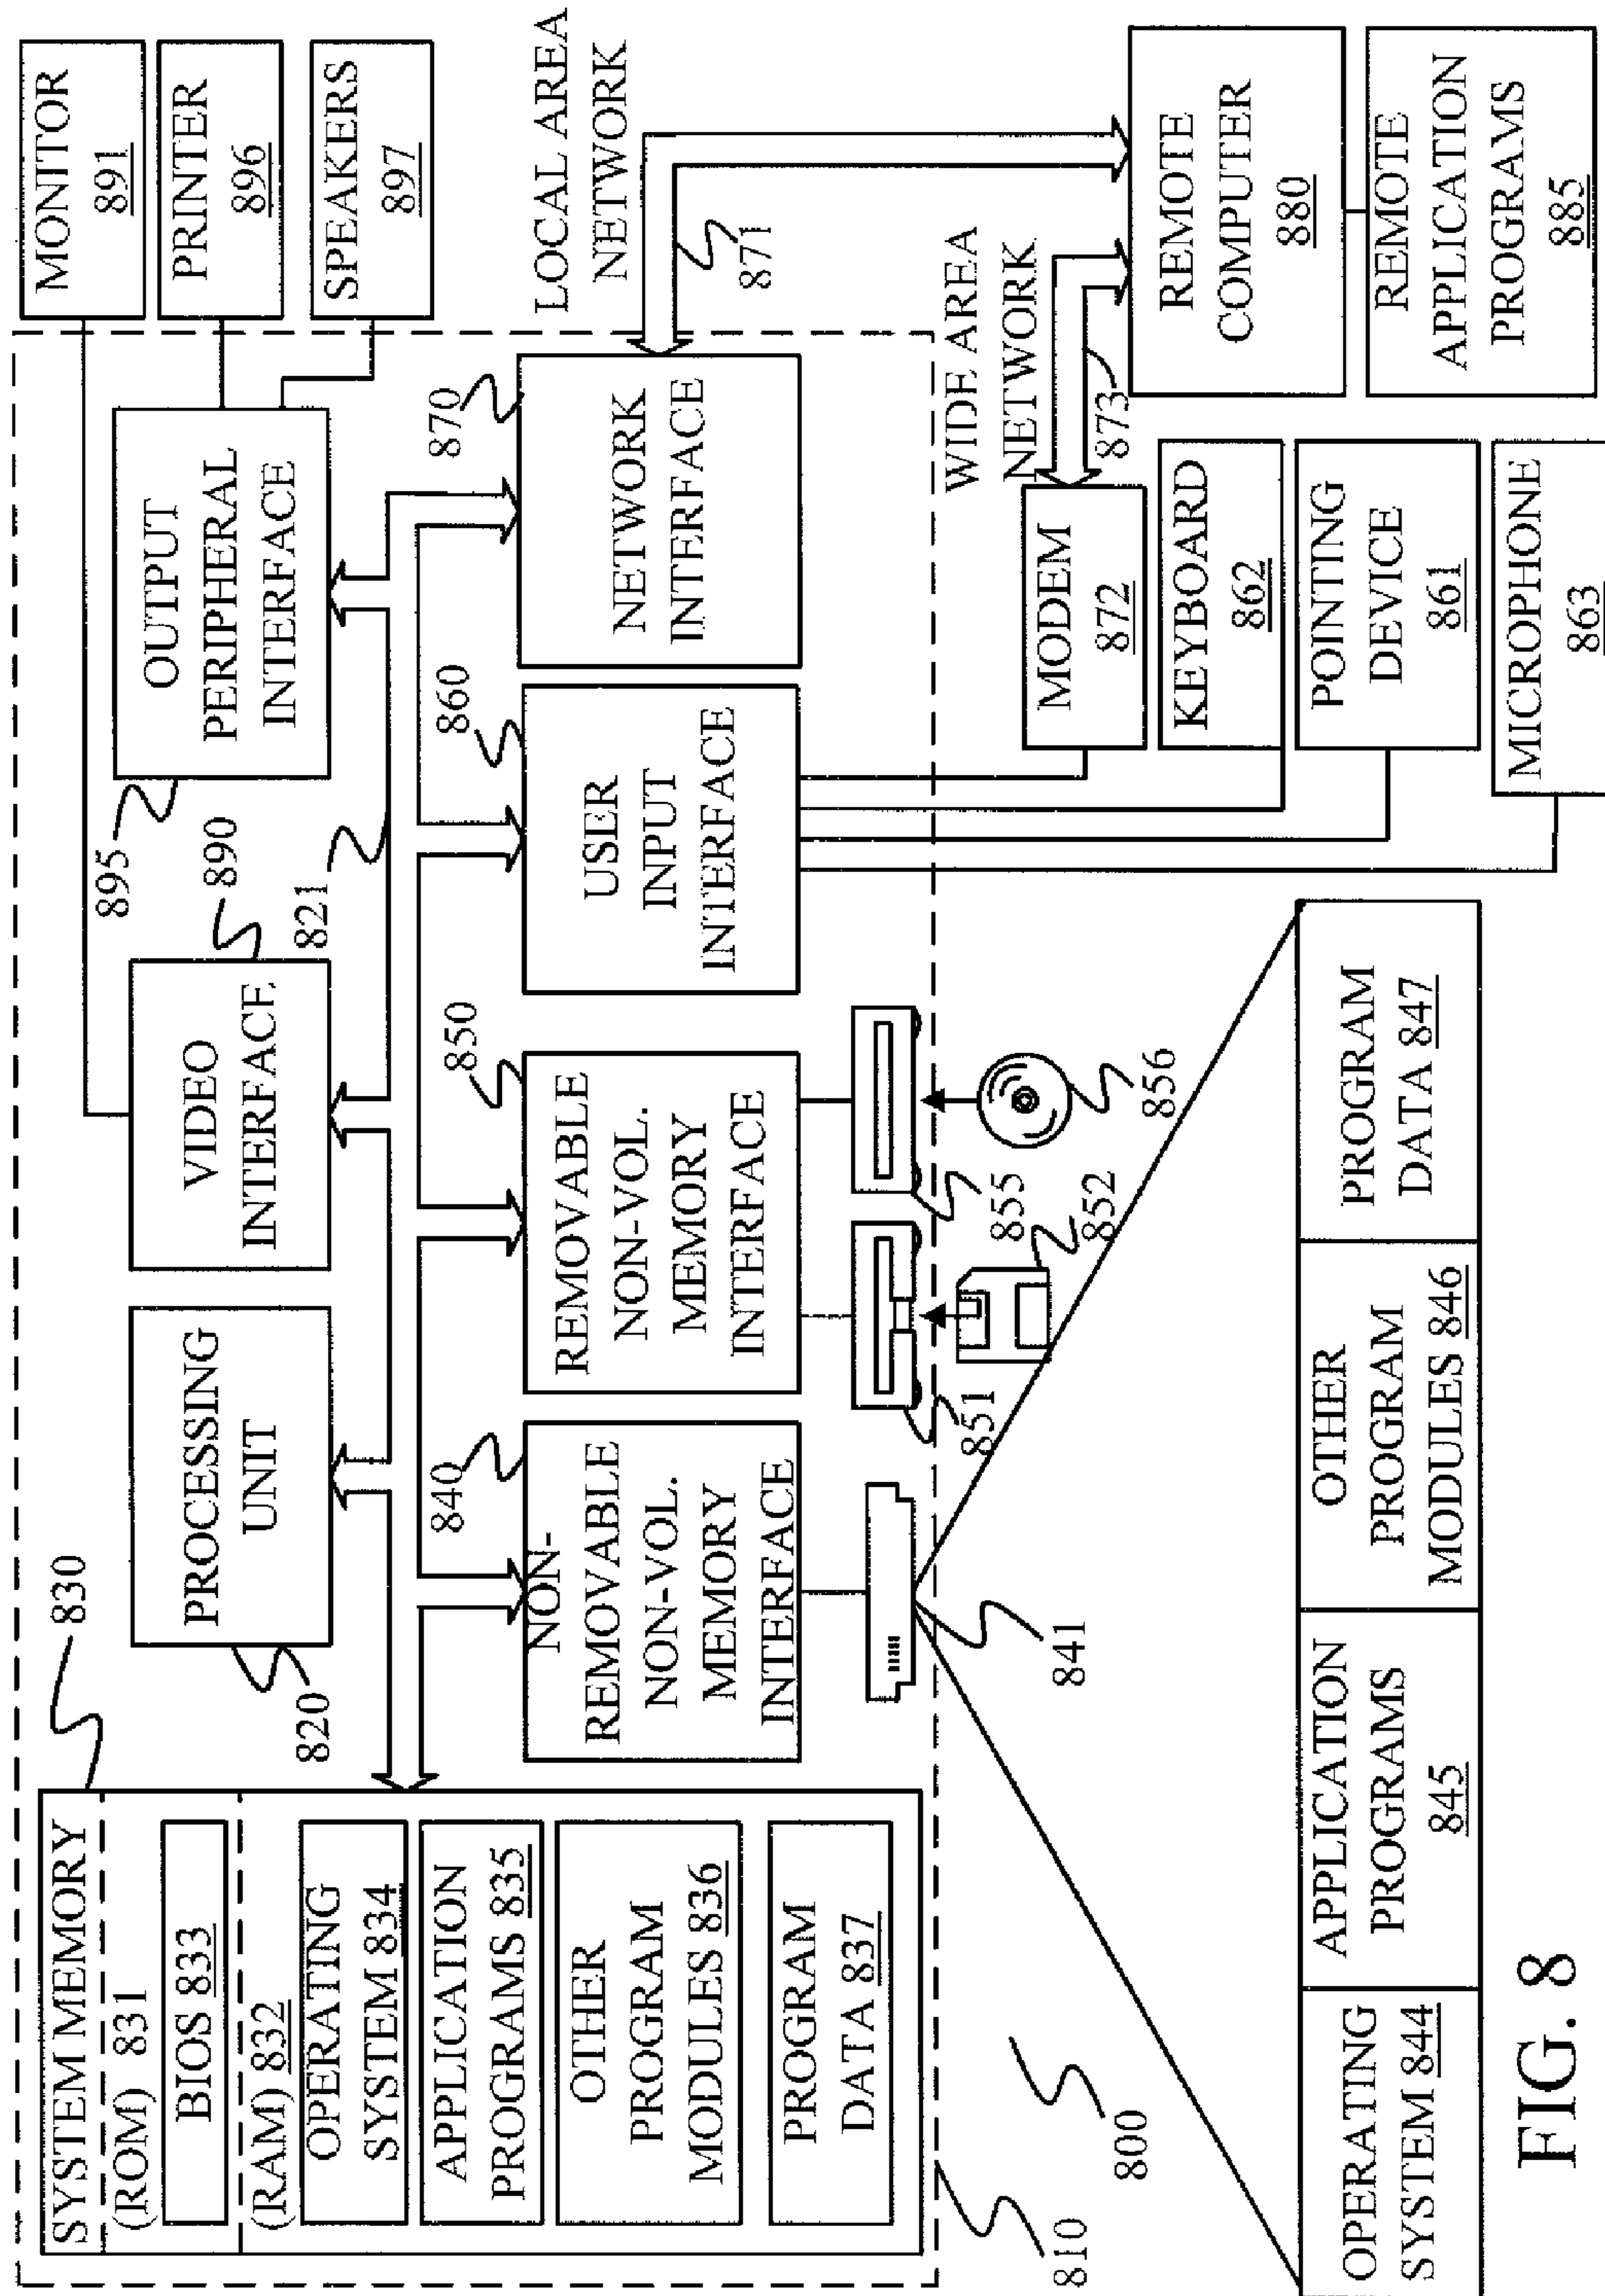 SYSTEM MEMORY
(ROM) 831
BIOS 833
(RAM) 832
OPERATING
SYSTEM 834
APPLICATION
PROGRAMS 835
OTHER
PROGRAM
MODULES 836
PROGRAM
DATA 837
830
820
PROCESSING
UNIT
VIDEO
INTERFACE
890
821
895
OUTPUT
PERIPHERAL
INTERFACE
MONITOR
891
PRINTER
896
SPEAKERS
897
840
NON-
REMOVABLE
NON-VOL.
MEMORY
INTERFACE
850
REMOVABLE
NON-VOL.
MEMORY
INTERFACE
860
USER
INPUT
INTERFACE
870
NETWORK
INTERFACE
LOCAL AREA
NETWORK
871
841
851
852
855
856
WIDE AREA
NETWORK
873
MODEM
872
KEYBOARD
862
POINTING
DEVICE
861
MICROPHONE
863
REMOTE
COMPUTER
880
REMOTE
APPLICATION
PROGRAMS
885
810
800
OPERATING
SYSTEM 844
APPLICATION
PROGRAMS
845
OTHER
PROGRAM
MODULES 846
PROGRAM
DATA 847
FIG. 8